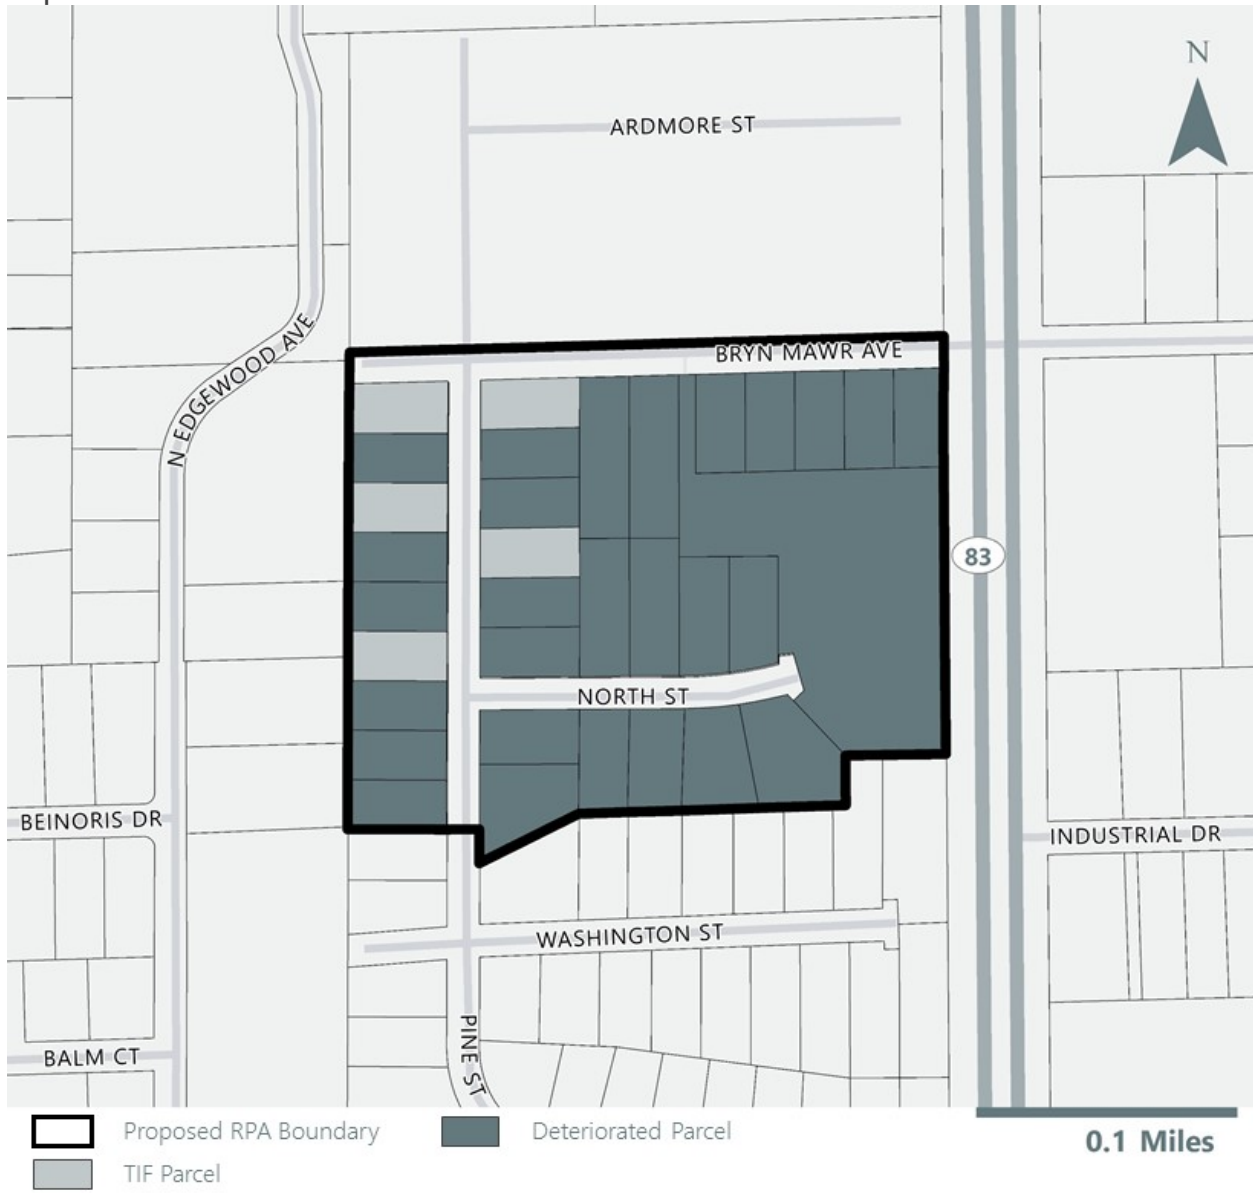 N
ARDMORE ST
BRYN MAWR AVE
N EDGEWOOD AVE
83
NORTH ST
BEINORIS DR
INDUSTRIAL DR
WASHINGTON ST
PINE ST
BALM CT
Proposed RPA Boundary
Deteriorated Parcel
TIF Parcel
0.1 Miles